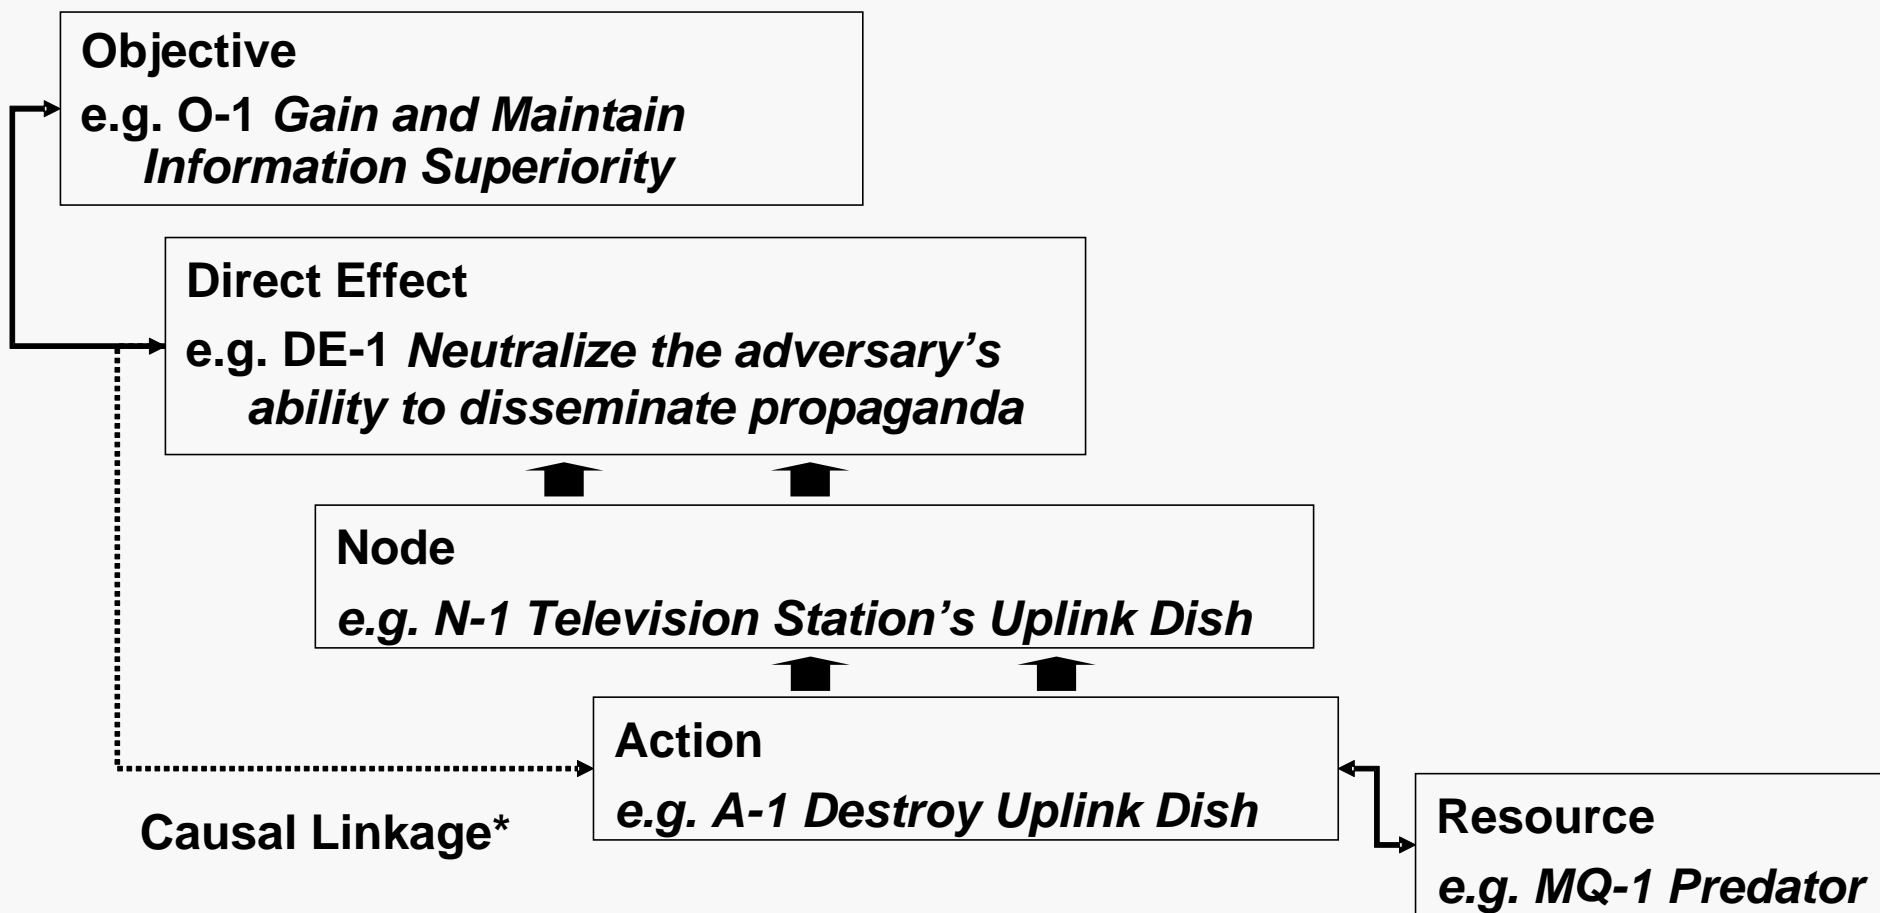 Objective
e.g. O-1 Gain and Maintain
Information Superiority
Direct Effect
e.g. DE-1 Neutralize the adversary’s
ability to disseminate propaganda
Node
e.g. N-1 Television Station’s Uplink Dish
Action
e.g. A-1 Destroy Uplink Dish
Causal Linkage*
Resource
e.g. MQ-1 Predator